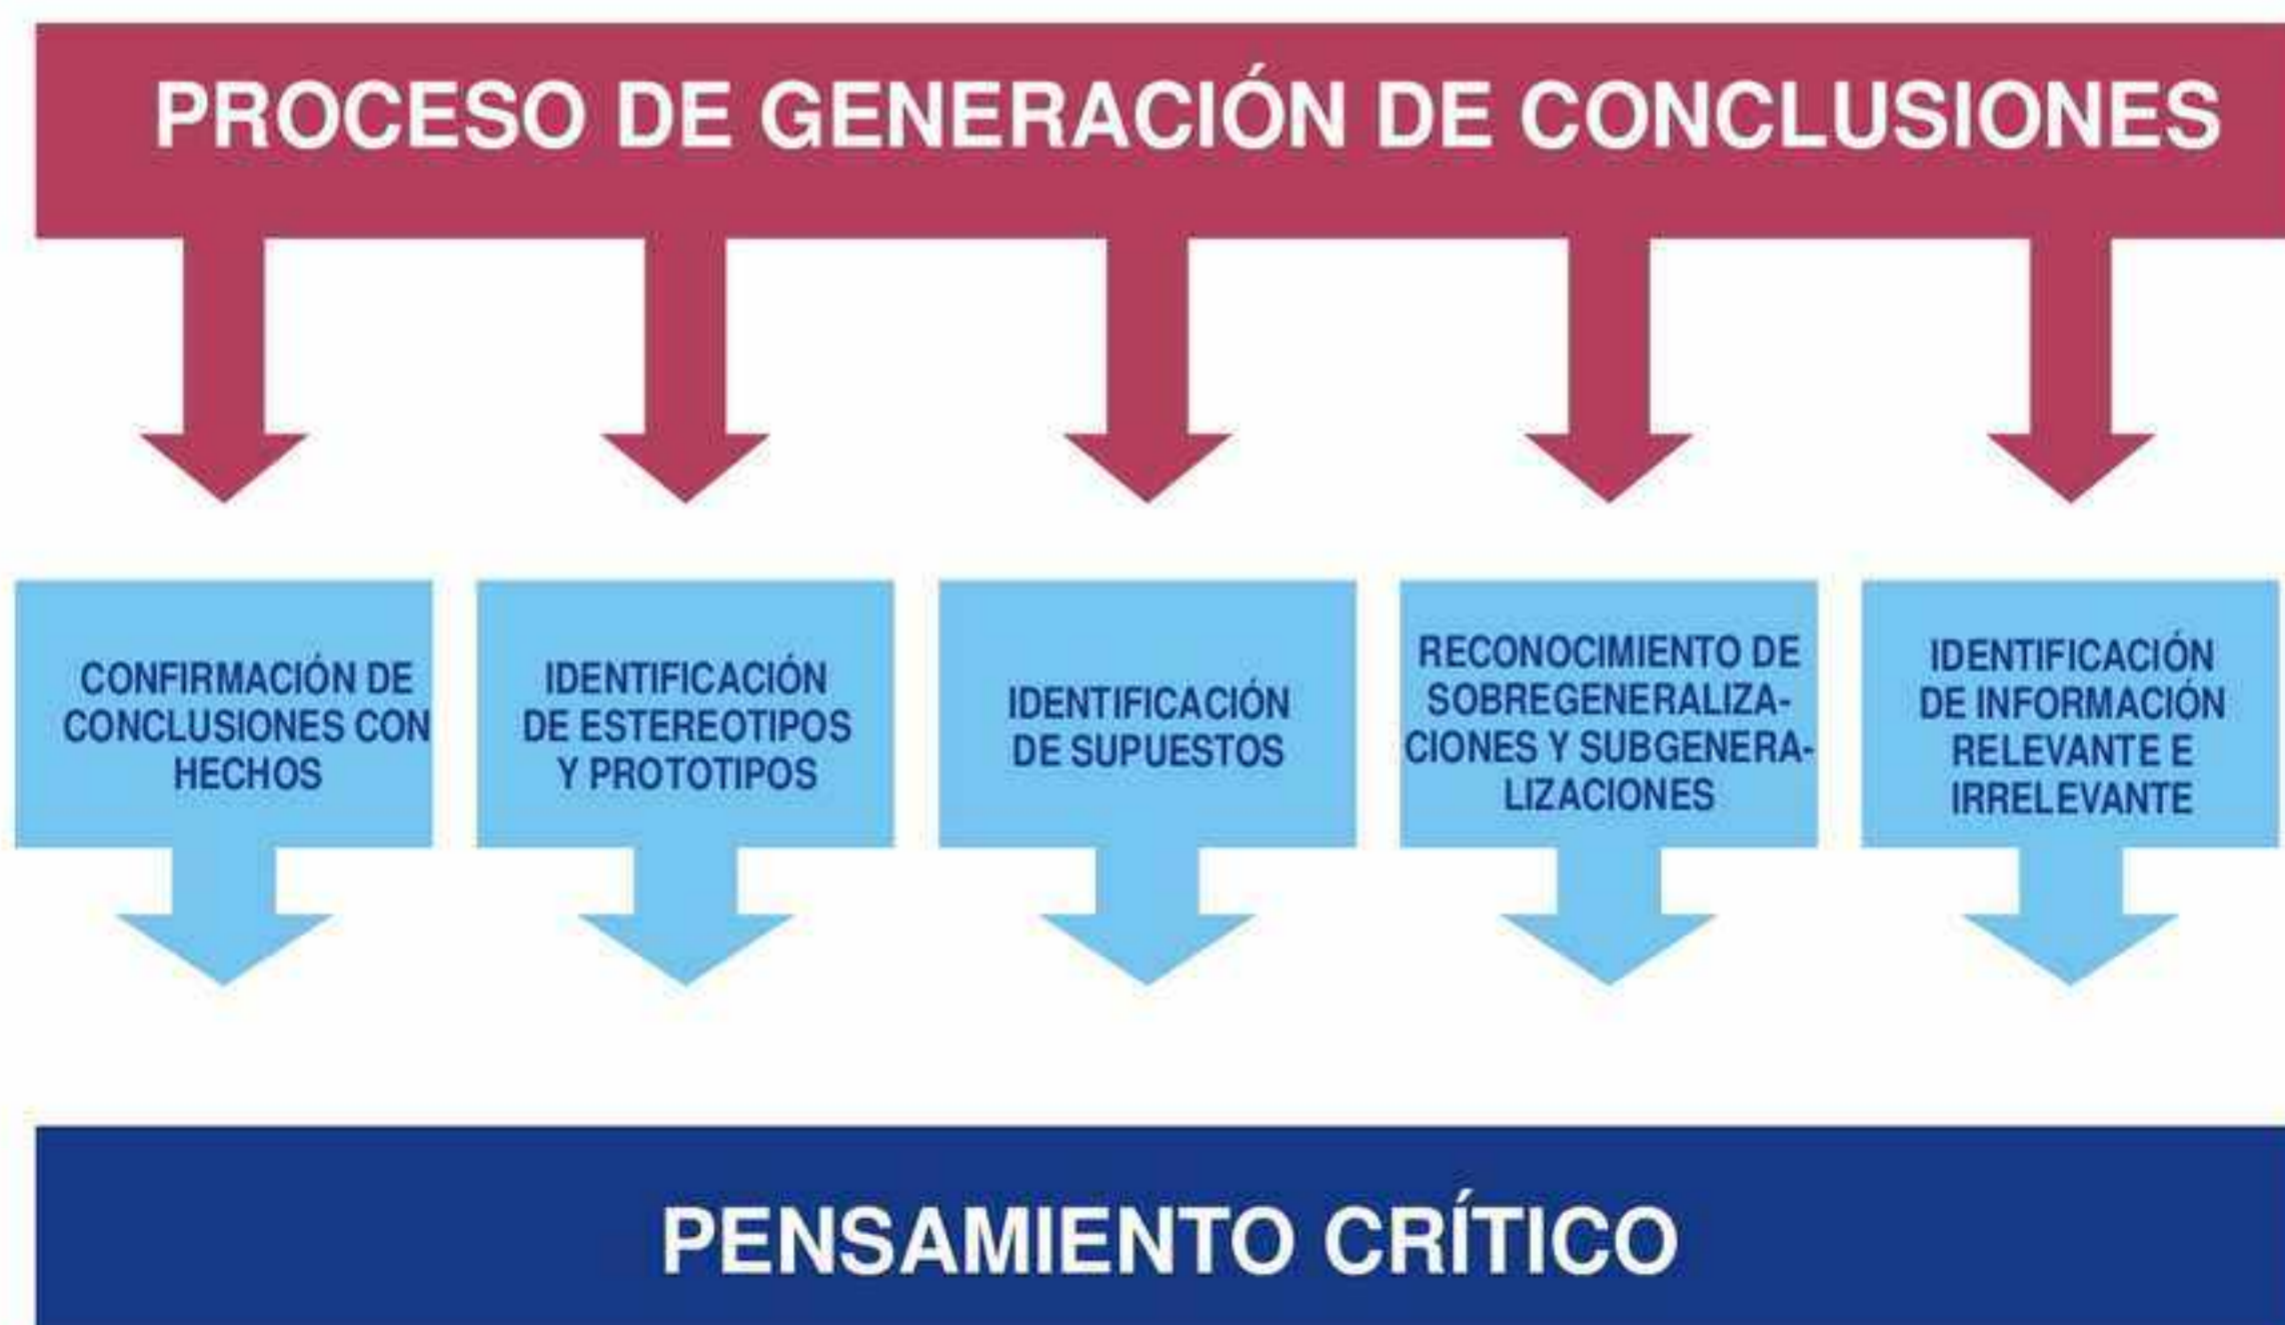 PROCESO DE GENERACIÓN DE CONCLUSIONES
CONFIRMACIÓN DE
CONCLUSIONES CON
HECHOS
IDENTIFICACIÓN
DE ESTEREOTIPOS
Y PROTOTIPOS
IDENTIFICACIÓN
DE SUPUESTOS
RECONOCIMIENTO DE
SOBREGENERALIZA-
CIONES Y SUBGENERA-
LIZACIONES
IDENTIFICACIÓN
DE INFORMACIÓN
RELEVANTE E
IRRELEVANTE
PENSAMIENTO CRÍTICO